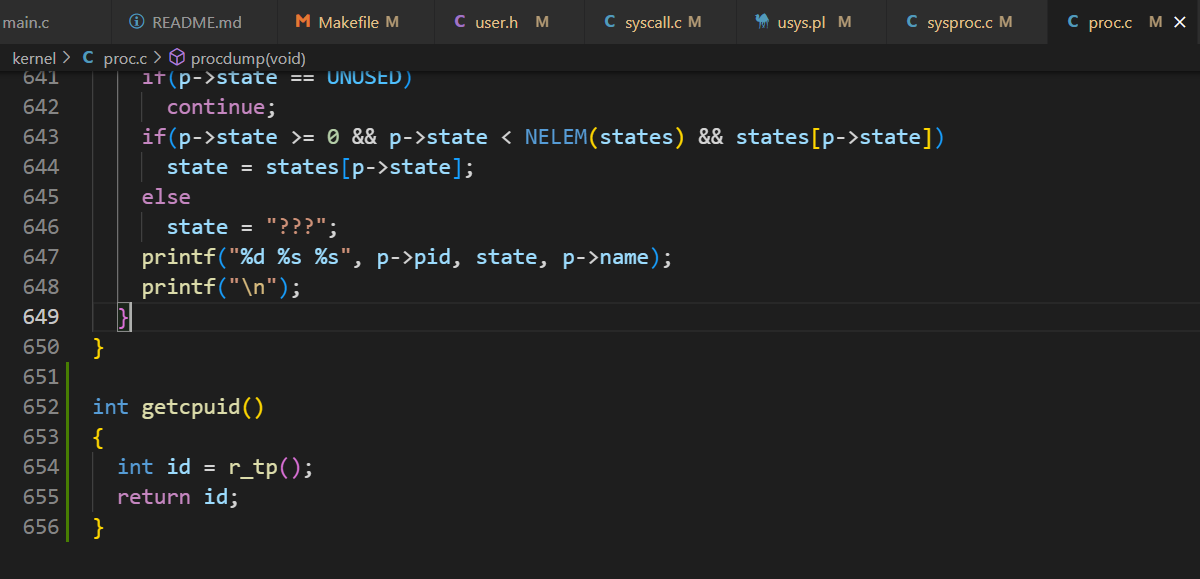 main.c README.md Makefile M user.h M syscall.c M usys.pl M sysproc.c M proc.c M
kernel > C proc.c > procdump(void)
641 if(p->state == UNUSED)
642 continue;
643 if(p->state >= 0 && p->state < NELEM(states) && states[p->state])
644 state = states[p->state];
645 else
646 state = "???";
647 printf("%d %s %s", p->pid, state, p->name);
648 printf("\n");
649 }
650 }
651
652 int getcpuid()
653 {
654 int id = r_tp();
655 return id;
656 }